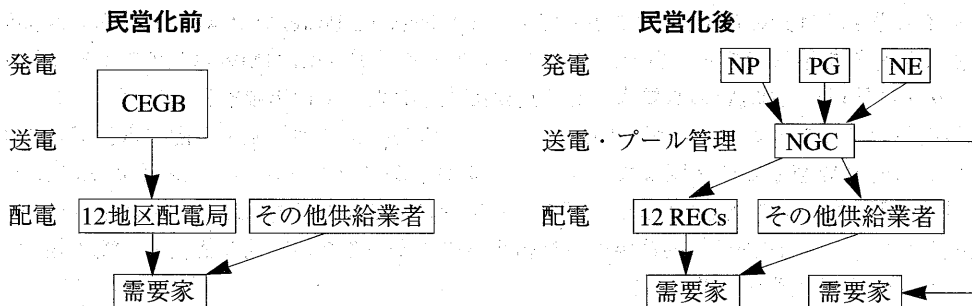 民営化前
発電
CEGB
送電
配電
12地区配電局
その他供給業者
需要家
民営化後
発電
NP
PG
NE
送電・プール管理
NGC
配電
12 RECs
その他供給業者
需要家
需要家